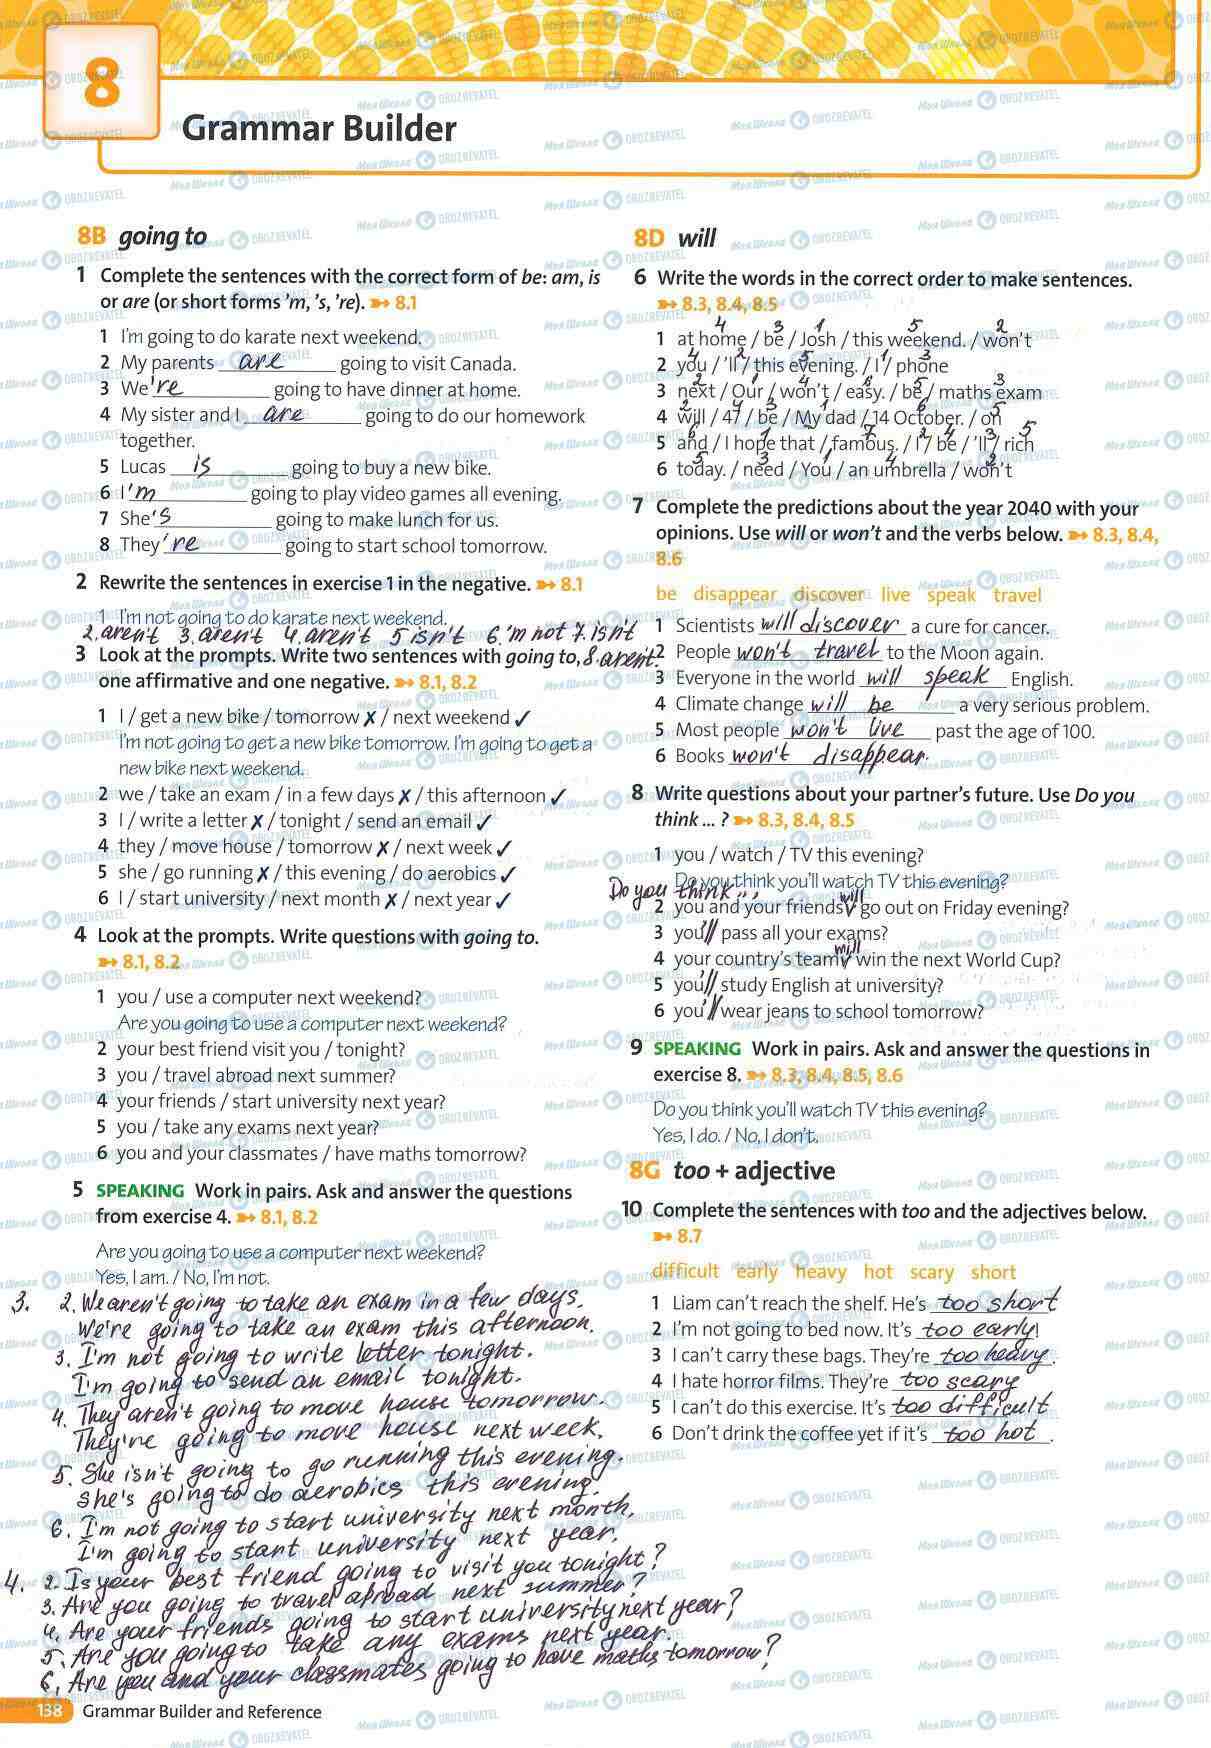 8
Grammar Builder
8B going to
1 Complete the sentences with the correct form of be: am, is
or are (or short forms ’m, ’s, ’re). ➻ 8.1
1 I’m going to do karate next weekend.
2 My parents are going to visit Canada.
3 We're going to have dinner at home.
4 My sister and I are going to do our homework
together.
5 Lucas is going to buy a new bike.
6 I'm going to play video games all evening.
7 She's going to make lunch for us.
8 They're going to start school tomorrow.
2 Rewrite the sentences in exercise 1 in the negative. ➻ 8.1
1 I’m not going to do karate next weekend.
2. aren't 3. aren't 4. aren't 5 isn't 6. 'm not 7. isn't
8. aren't.
3 Look at the prompts. Write two sentences with going to,
one affirmative and one negative. ➻ 8.1, 8.2
1 I / get a new bike / tomorrow ✗ / next weekend ✓
I’m not going to get a new bike tomorrow. I’m going to get a
new bike next weekend.
2 we / take an exam / in a few days ✗ / this afternoon ✓
3 I / write a letter ✗ / tonight / send an email ✓
4 they / move house / tomorrow ✗ / next week ✓
5 she / go running ✗ / this evening / do aerobics ✓
6 I / start university / next month ✗ / next year ✓
4 Look at the prompts. Write questions with going to.
➻ 8.1, 8.2
1 you / use a computer next weekend?
Are you going to use a computer next weekend?
2 your best friend visit you / tonight?
3 you / travel abroad next summer?
4 your friends / start university next year?
5 you / take any exams next year?
6 you and your classmates / have maths tomorrow?
5 SPEAKING Work in pairs. Ask and answer the questions
from exercise 4. ➻ 8.1, 8.2
Are you going to use a computer next weekend?
Yes, I am. / No, I’m not.
3. 2. We aren't going to take an exam in a few days.
We're going to take an exam this afternoon.
3. I'm not going to write letter tonight.
I'm going to send an email tonight.
4. They aren't going to move house tomorrow.
They're going to move house next week.
5. She isn't going to go running this evening.
She's going to do aerobics this evening.
6. I'm not going to start university next month.
I'm going to start university next year.
4. 2. Is your best friend going to visit you tonight?
3. Are you going to travel abroad next summer?
4. Are your friends going to start university next year?
5. Are you going to take any exams next year.
6. Are you and your classmates going to have maths tomorrow?
138 Grammar Builder and Reference
8D will
6 Write the words in the correct order to make sentences.
➻ 8.3, 8.4, 8.5
4 3 1 5 2
1 at home / be / Josh / this weekend. / won’t
4 2 5 1 3
2 you / ’ll / this evening. / I / phone
2 1 4 6 5 3
3 next / Our / won’t / easy. / be / maths exam
2 4 3 1 6 5
4 will / 47 / be / My dad / 14 October. / on
6 1 7 2 4 3 5
5 and / I hope that / famous. / I / be / ’ll / rich
5 3 1 4 2
6 today. / need / You / an umbrella / won’t
7 Complete the predictions about the year 2040 with your
opinions. Use will or won’t and the verbs below. ➻ 8.3, 8.4,
8.6
be disappear discover live speak travel
1 Scientists will discover a cure for cancer.
2 People won't travel to the Moon again.
3 Everyone in the world will speak English.
4 Climate change will be a very serious problem.
5 Most people won't live past the age of 100.
6 Books won't disappear.
8 Write questions about your partner’s future. Use Do you
think … ? ➻ 8.3, 8.4, 8.5
1 you / watch / TV this evening?
Do you think you’ll watch TV this evening?
Do you think...
2 you and your friends will go out on Friday evening?
3 you'll pass all your exams?
4 your country’s team will win the next World Cup?
5 you'll study English at university?
6 you'll wear jeans to school tomorrow?
9 SPEAKING Work in pairs. Ask and answer the questions in
exercise 8. ➻ 8.3, 8.4, 8.5, 8.6
Do you think you’ll watch TV this evening?
Yes, I do. / No, I don’t.
8G too + adjective
10 Complete the sentences with too and the adjectives below.
➻ 8.7
difficult early heavy hot scary short
1 Liam can’t reach the shelf. He’s too short
2 I’m not going to bed now. It’s too early!
3 I can’t carry these bags. They’re too heavy.
4 I hate horror films. They’re too scary
5 I can’t do this exercise. It’s too difficult
6 Don’t drink the coffee yet if it’s too hot.